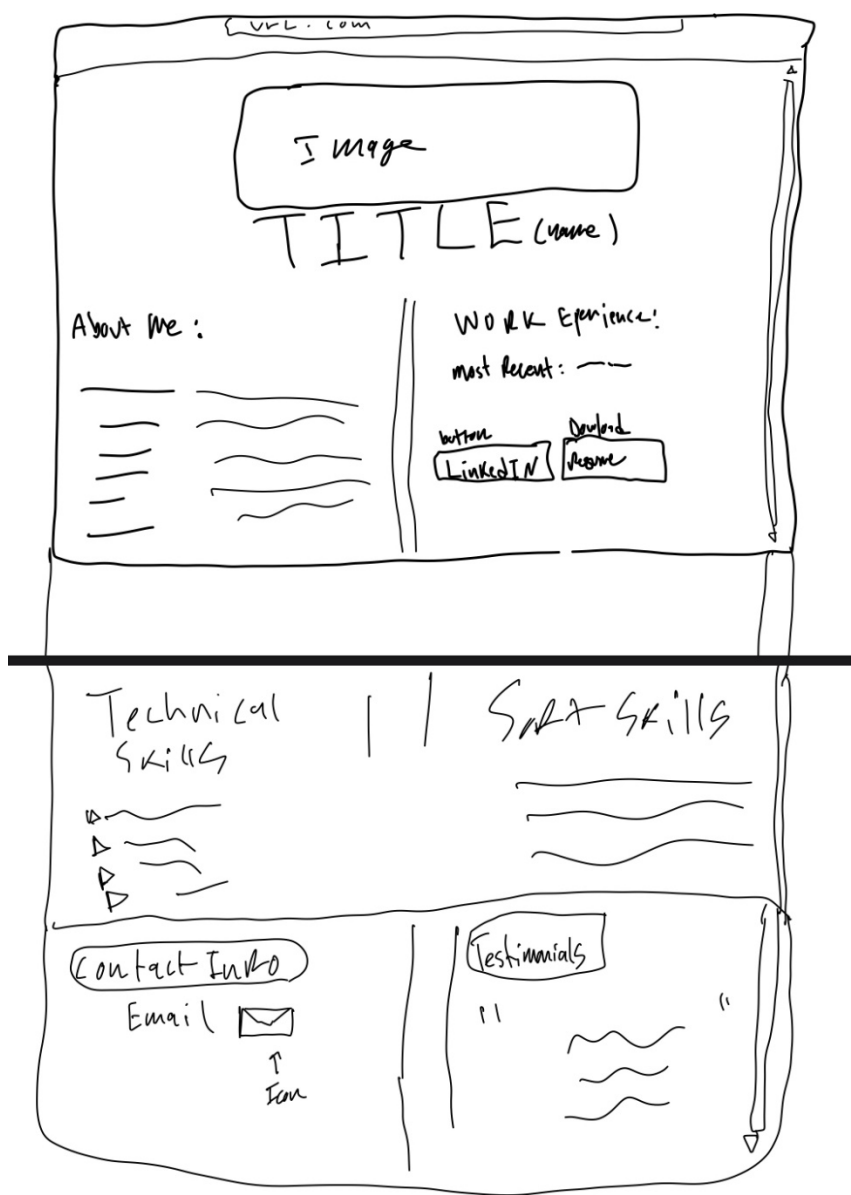 url.com
Image
TITLE (name)
About Me:
WORK Eperience:
most Recent:
button
Download
LinkedIN
Resume
Technical
Skills
Soft Skills
Contact Info
Testimonials
Email
" "
↑
Icon